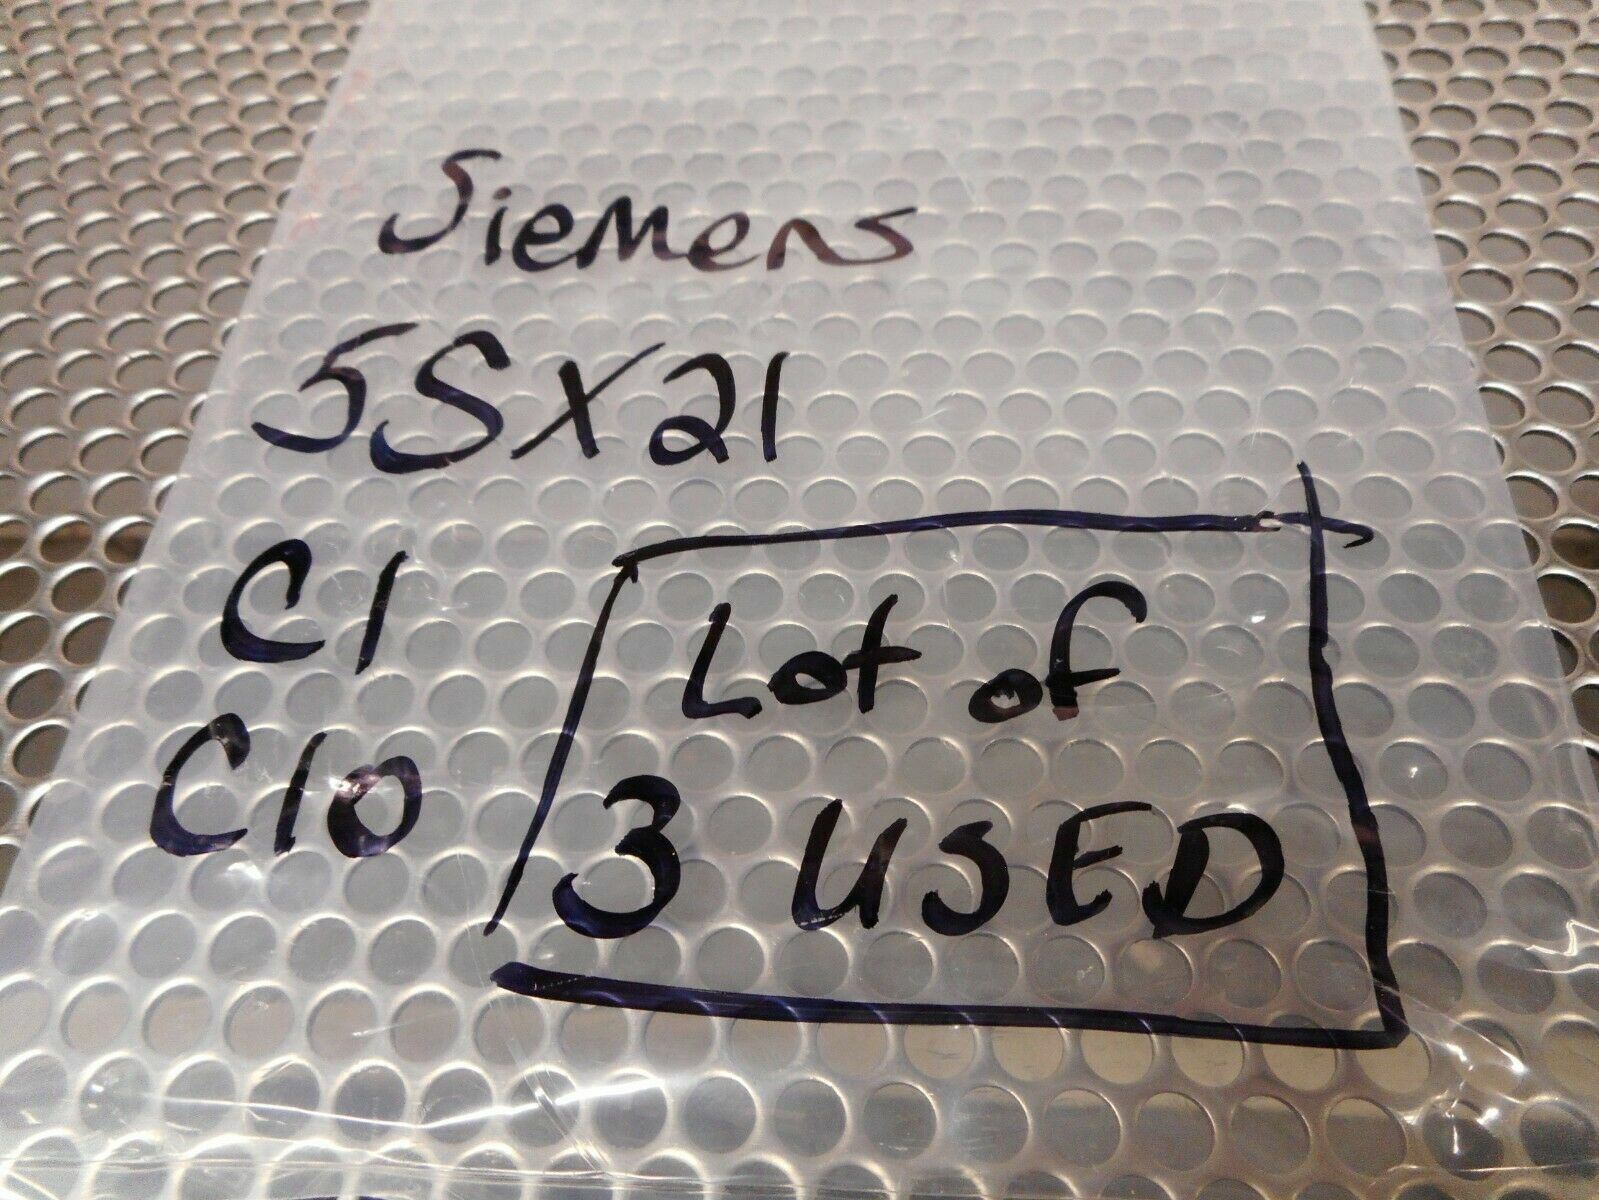 Siemens
5SX21
C1
C10
Lot of
3 USED